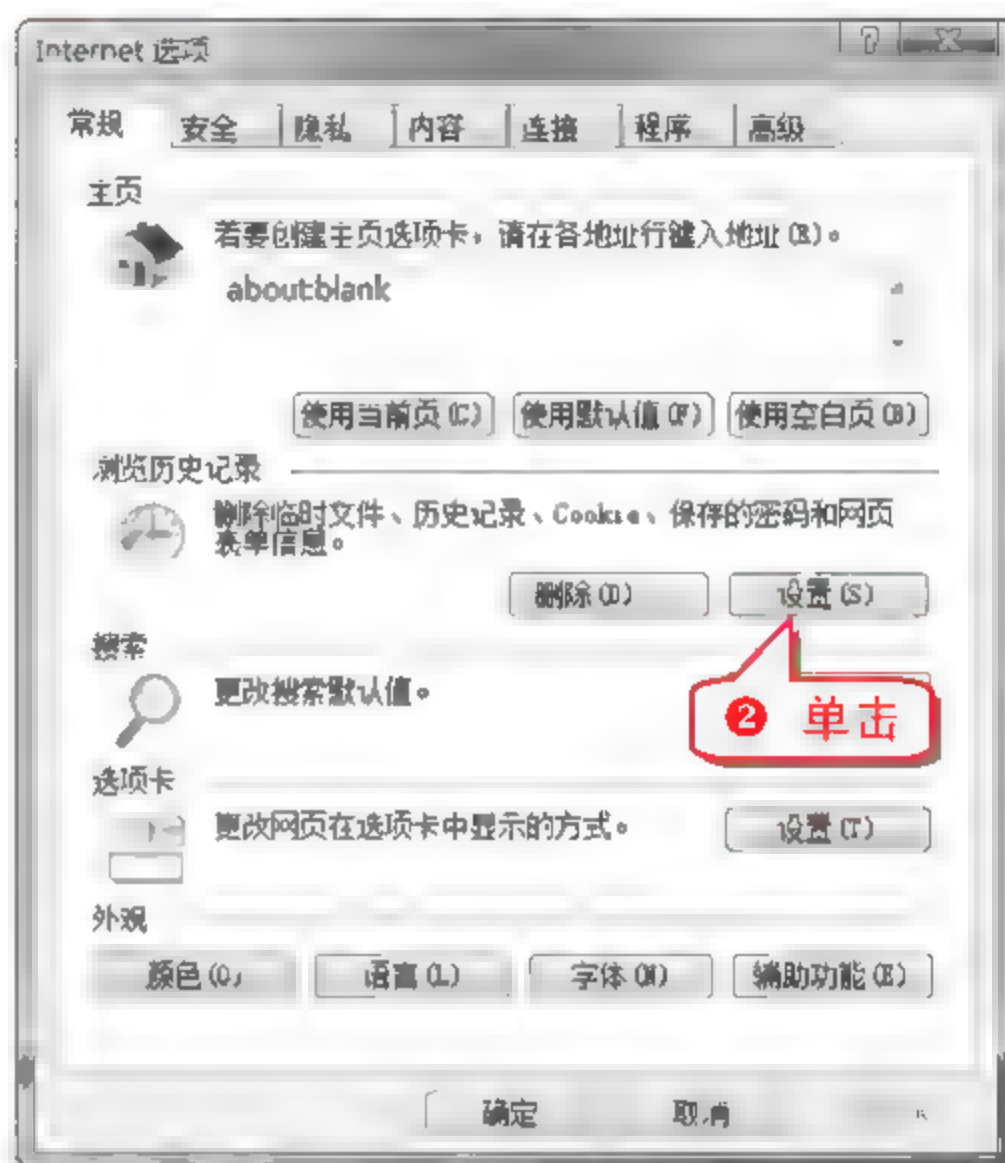 Internet 选项
常规 安全 隐私 内容 连接 程序 高级
主页
若要创建主页选项卡，请在各地址行键入地址(R)。
about:blank
使用当前页(C) 使用默认值(F) 使用空白页(B)
浏览历史记录
删除临时文件、历史记录、Cookie、保存的密码和网页
表单信息。
删除(D) 设置(S)
搜索
更改搜索默认值。
❷ 单击
选项卡
更改网页在选项卡中显示的方式。 设置(T)
外观
颜色(O) 语言(L) 字体(N) 辅助功能(E)
确定 取消